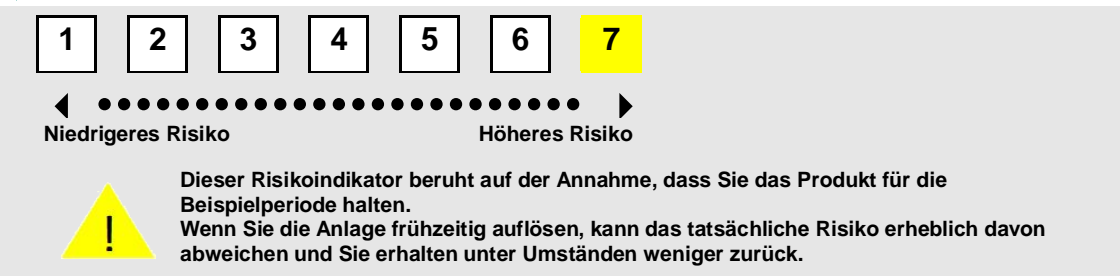 1 2 3 4 5 6 7
Niedrigeres Risiko Höheres Risiko
Dieser Risikoindikator beruht auf der Annahme, dass Sie das Produkt für die
Beispielperiode halten.
Wenn Sie die Anlage frühzeitig auflösen, kann das tatsächliche Risiko erheblich davon
abweichen und Sie erhalten unter Umständen weniger zurück.
!